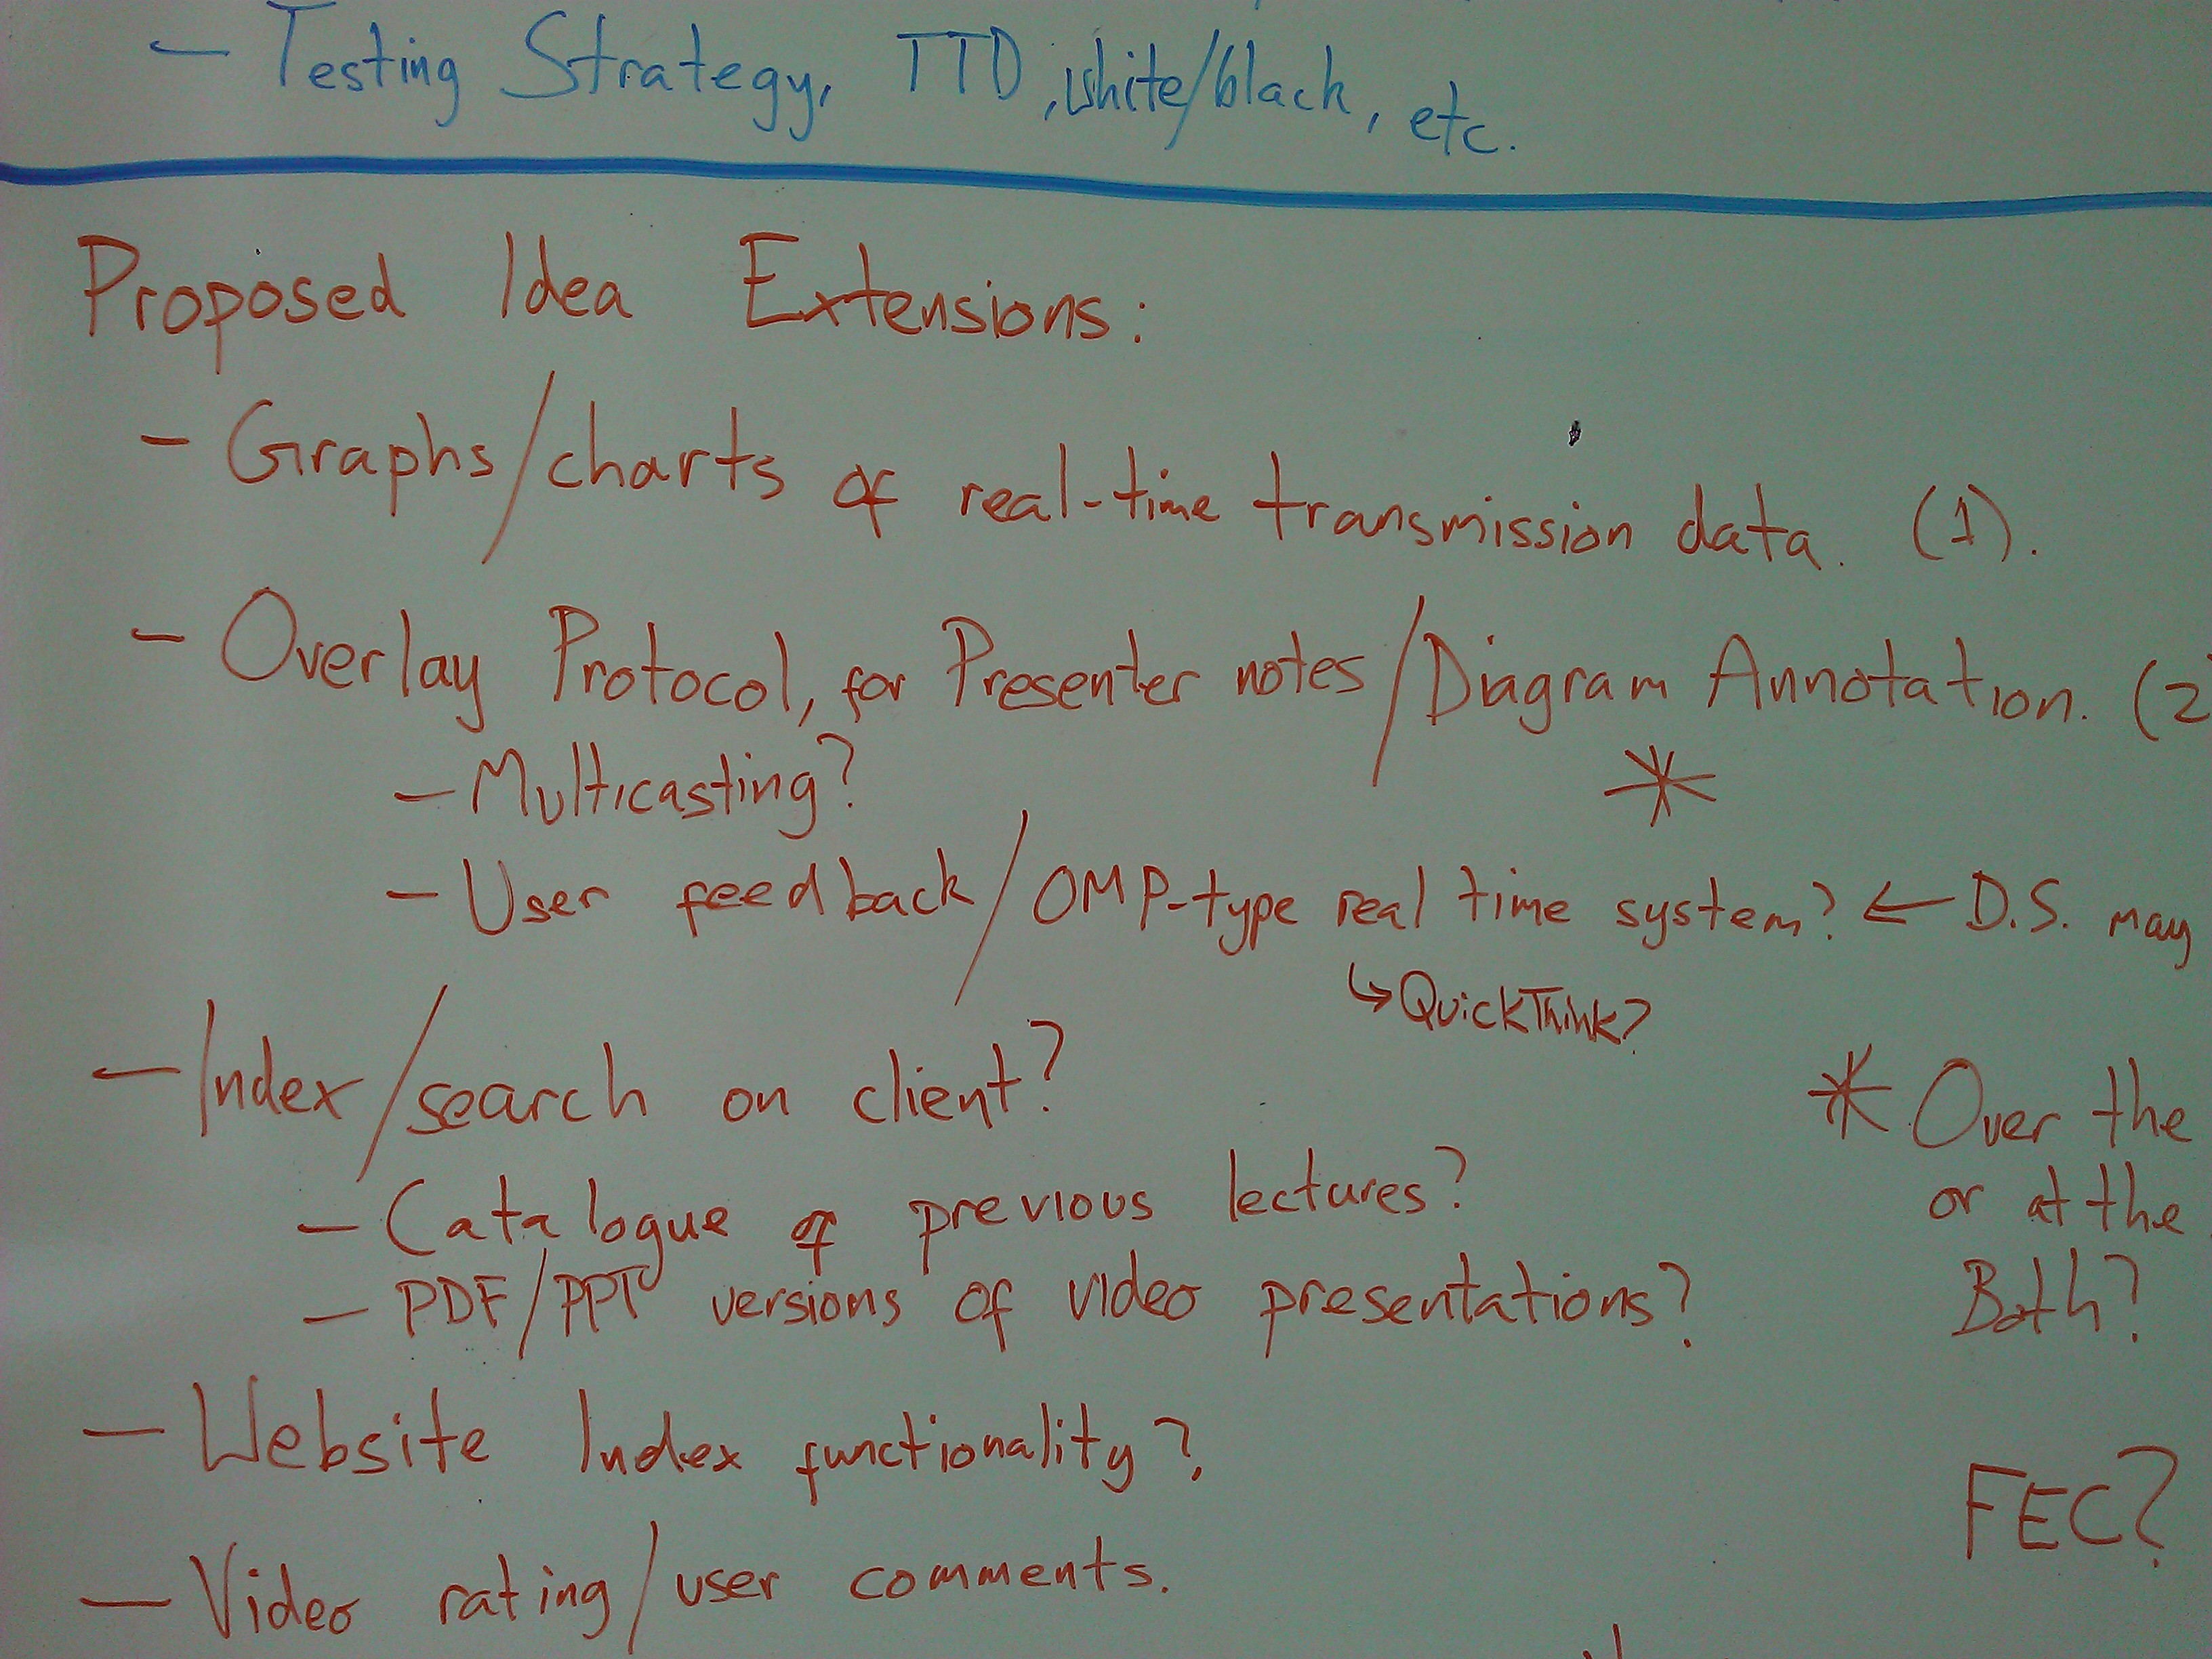 - Testing Strategy, TTD, white/black, etc.
Proposed Idea Extensions:
- Graphs/charts of real-time transmission data. (1).
- Overlay Protocol, for Presenter notes/Diagram Annotation. (2)
*
- Multicasting?
- User feedback/OMP-type real time system? ← D.S. may
↳ QuickThink?
- Index/search on client?
* Over the
or at the
Both?
- Catalogue of previous lectures?
- PDF/PPT versions of video presentations?
- Website Index functionality?
FEC?
- Video rating/user comments.